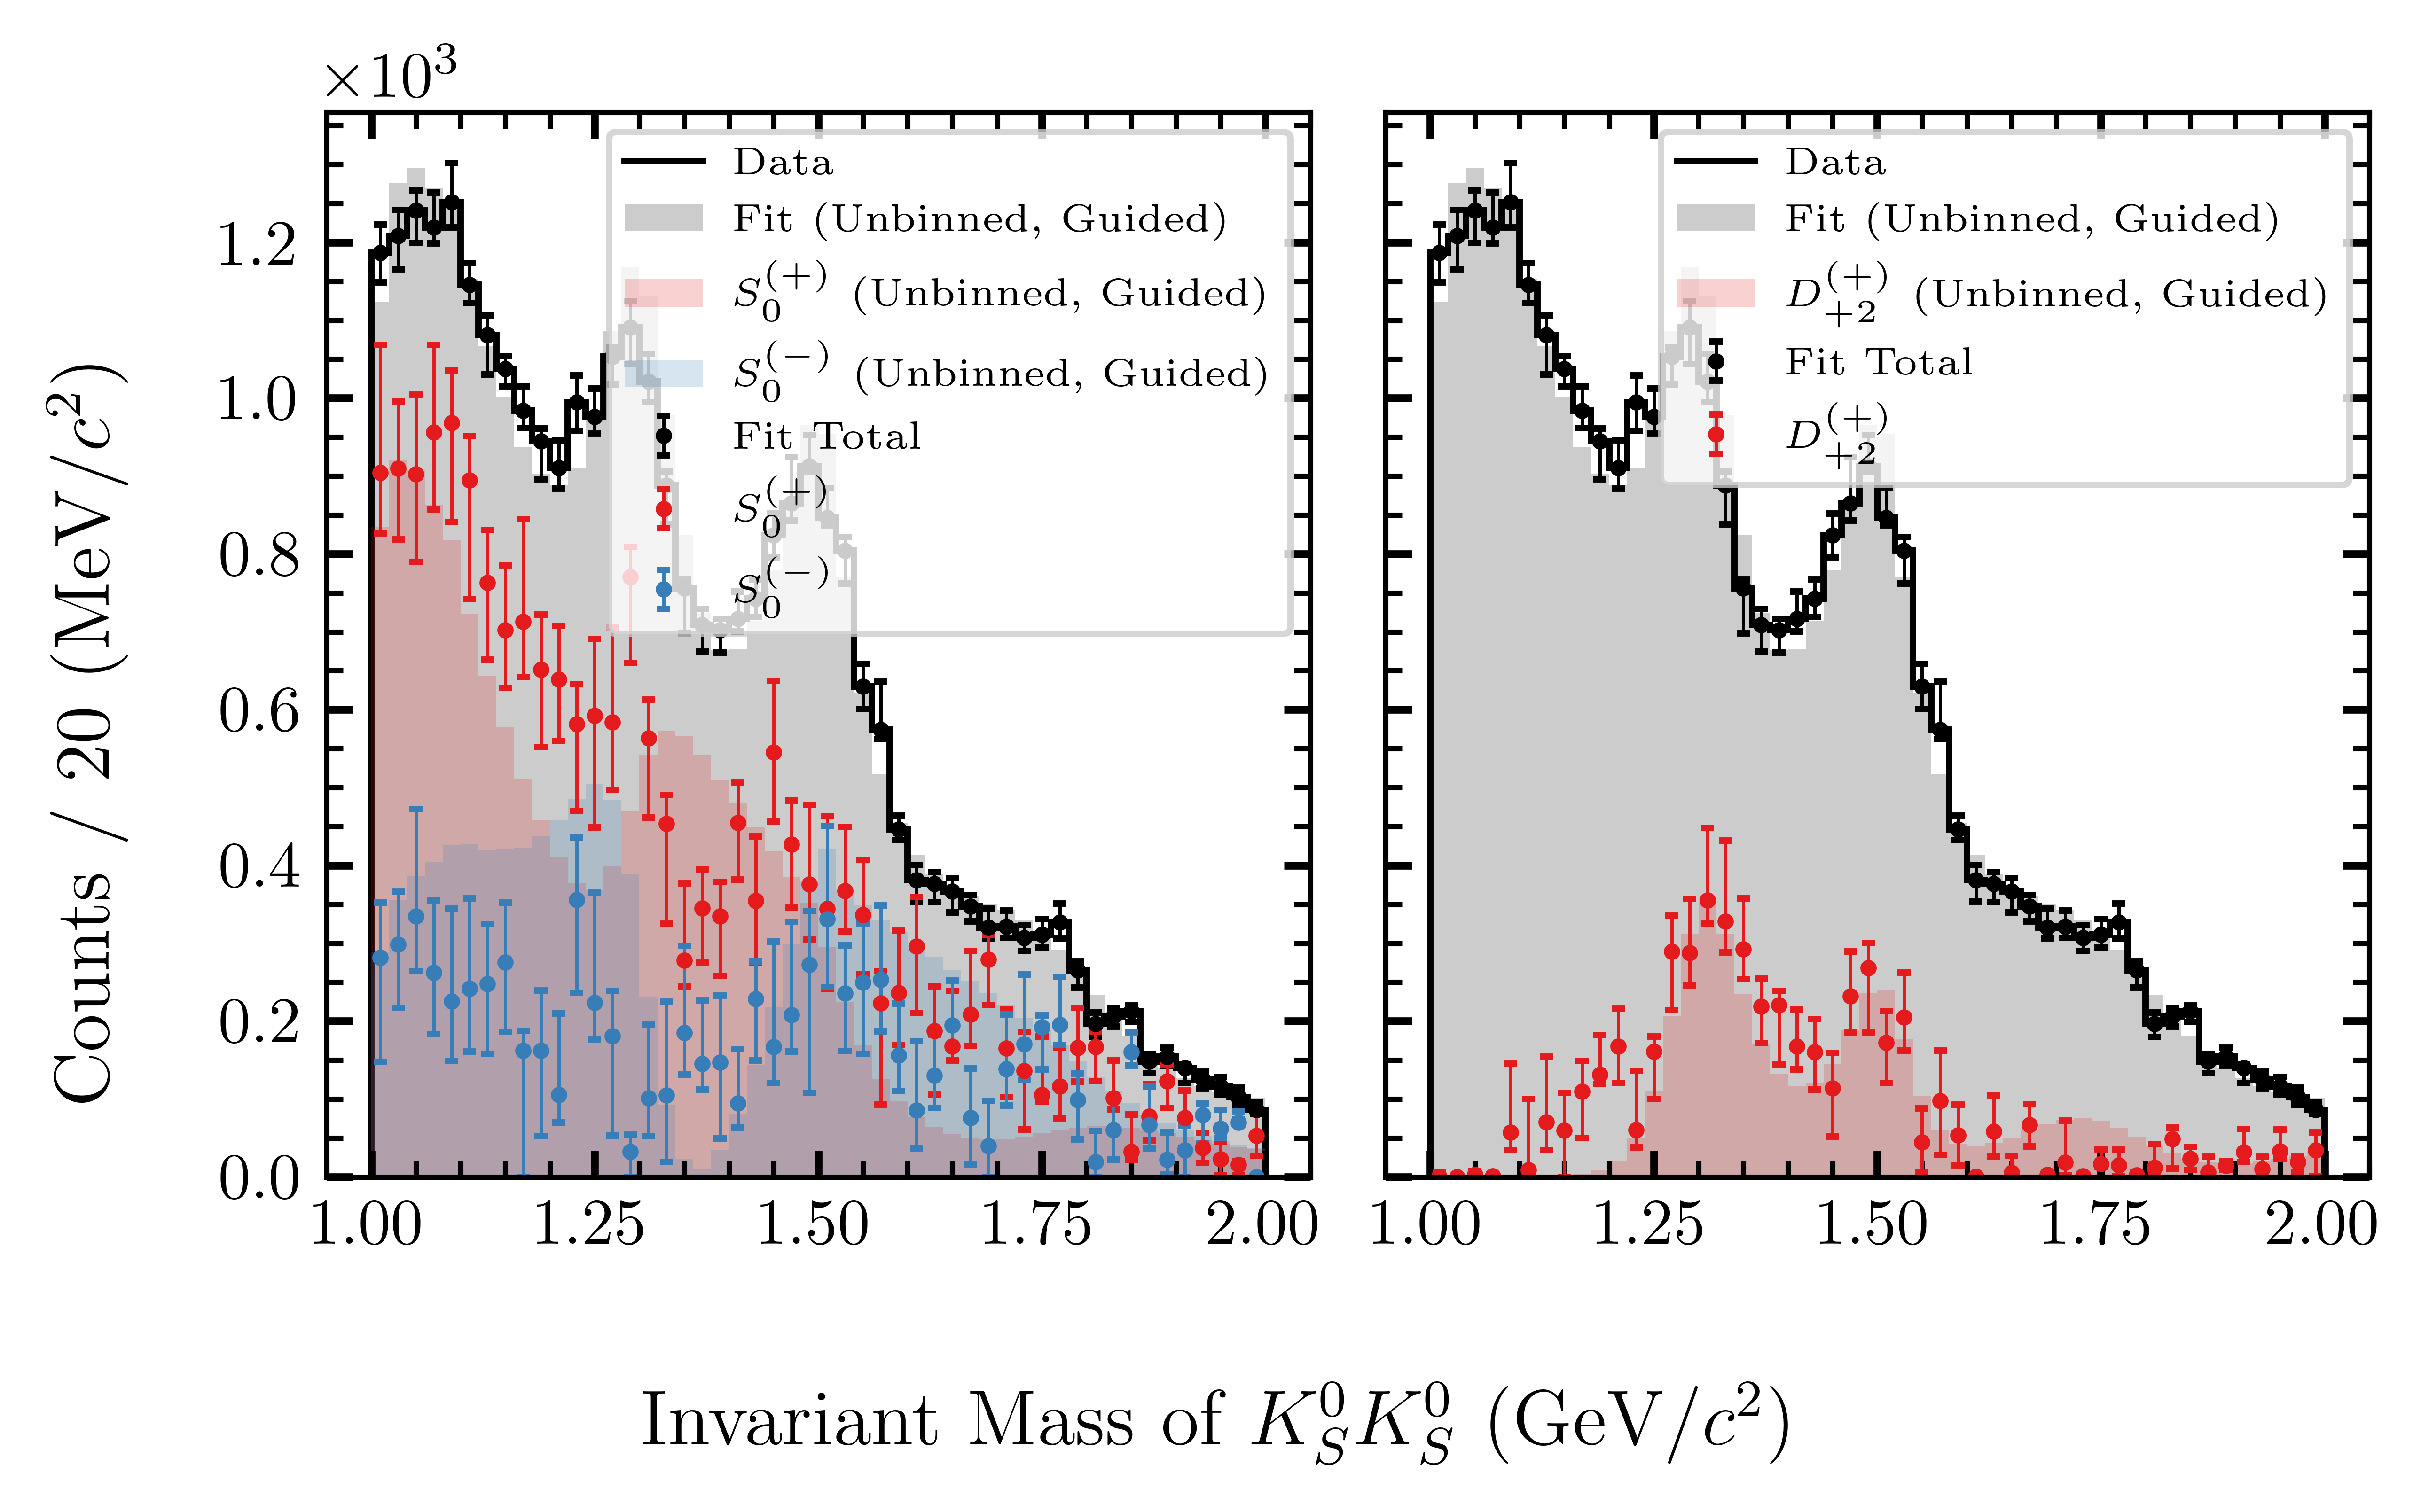 ×10³
Counts / 20 (MeV/c²)
1.2
1.0
0.8
0.6
0.4
0.2
0.0
Data
Fit (Unbinned, Guided)
S₀⁽⁺⁾ (Unbinned, Guided)
S₀⁽⁻⁾ (Unbinned, Guided)
Fit Total
S₀⁽⁺⁾
S₀⁽⁻⁾
1.00 1.25 1.50 1.75 2.00
Data
Fit (Unbinned, Guided)
D₊₂⁽⁺⁾ (Unbinned, Guided)
Fit Total
D₊₂⁽⁺⁾
1.00 1.25 1.50 1.75 2.00
Invariant Mass of K⁰_S K⁰_S (GeV/c²)